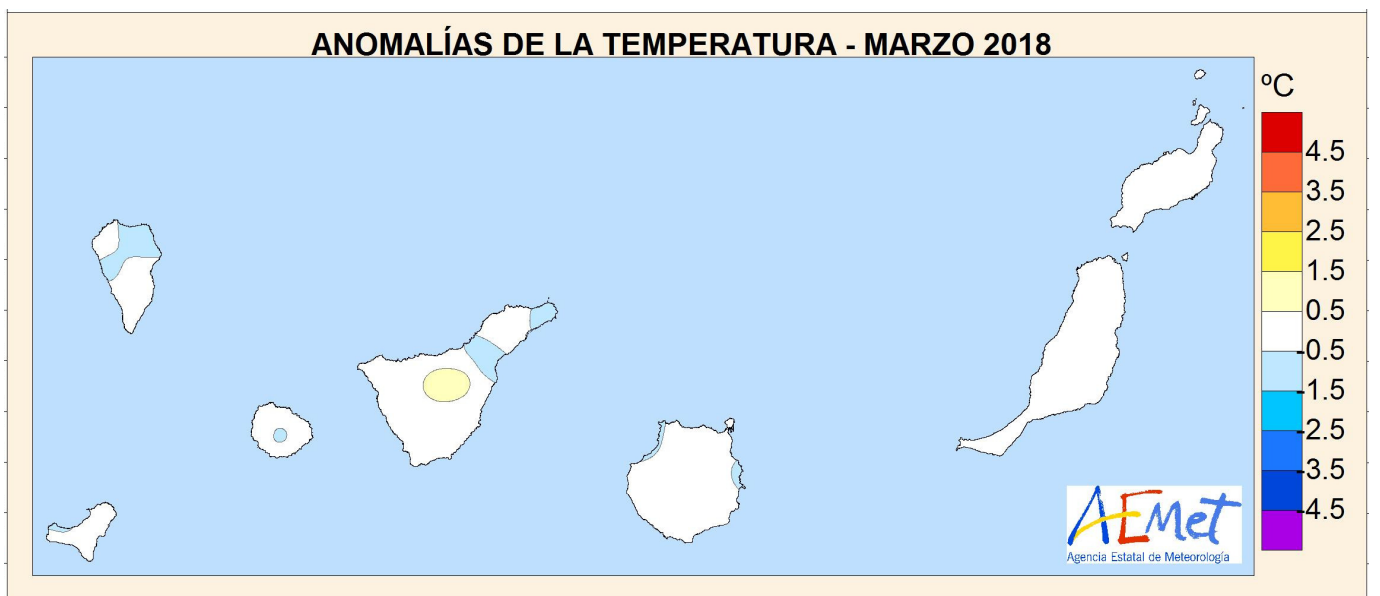 ANOMALÍAS DE LA TEMPERATURA - MARZO 2018
ºC
4.5
3.5
2.5
1.5
0.5
-0.5
-1.5
-2.5
-3.5
-4.5
AEMet
Agencia Estatal de Meteorología